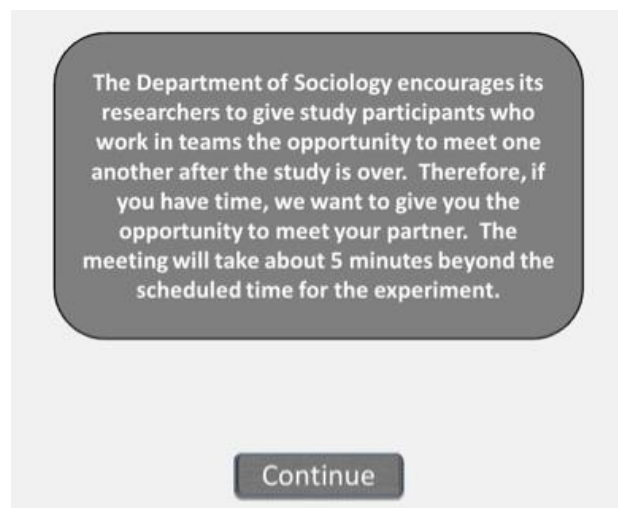 The Department of Sociology encourages its
researchers to give study participants who
work in teams the opportunity to meet one
another after the study is over.  Therefore, if
you have time, we want to give you the
opportunity to meet your partner.  The
meeting will take about 5 minutes beyond the
scheduled time for the experiment.
Continue